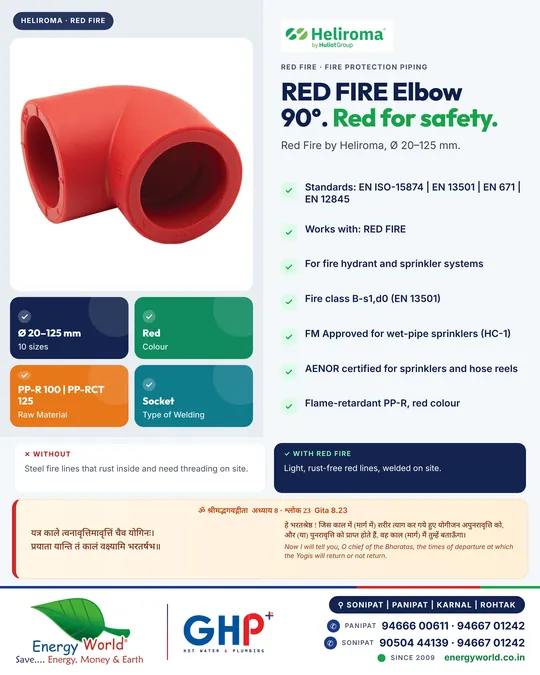 HELIROMA · RED FIRE
Heliroma®
by HuliotGroup
RED FIRE · FIRE PROTECTION PIPING
RED FIRE Elbow
90°. Red for safety.
Red Fire by Heliroma, Ø 20–125 mm.
Standards: EN ISO-15874 | EN 13501 | EN 671 |
EN 12845
Works with: RED FIRE
For fire hydrant and sprinkler systems
Fire class B-s1,d0 (EN 13501)
FM Approved for wet-pipe sprinklers (HC-1)
AENOR certified for sprinklers and hose reels
Flame-retardant PP-R, red colour
Ø 20–125 mm
10 sizes
Red
Colour
PP-R 100 | PP-RCT
125
Raw Material
Socket
Type of Welding
✕ WITHOUT
Steel fire lines that rust inside and need threading on site.
✓ WITH RED FIRE
Light, rust-free red lines, welded on site.
ॐ श्रीमद्भगवद्गीता अध्याय 8 · श्लोक 23 Gita 8.23
यत्र काले त्वनावृत्तिमावृत्तिं चैव योगिनः।
प्रयाता यान्ति तं कालं वक्ष्यामि भरतर्षभ॥
हे भरतश्रेष्ठ ! जिस काल में (मार्ग में) शरीर त्याग कर गये हुए योगीजन अपुनरावृत्ति को,
और (या) पुनरावृत्ति को प्राप्त होते हैं, वह काल (मार्ग) मैं तुम्हें बताऊँगा।
Now I will tell you, O chief of the Bharatas, the times of departure at which
the Yogis will return or not return.
Energy World®
Save.... Energy, Money & Earth
GHP+
HOT WATER & PLUMBING
SONIPAT | PANIPAT | KARNAL | ROHTAK
PANIPAT 94666 00611 · 94667 01242
SONIPAT 90504 44139 · 94667 01242
SINCE 2009 energyworld.co.in